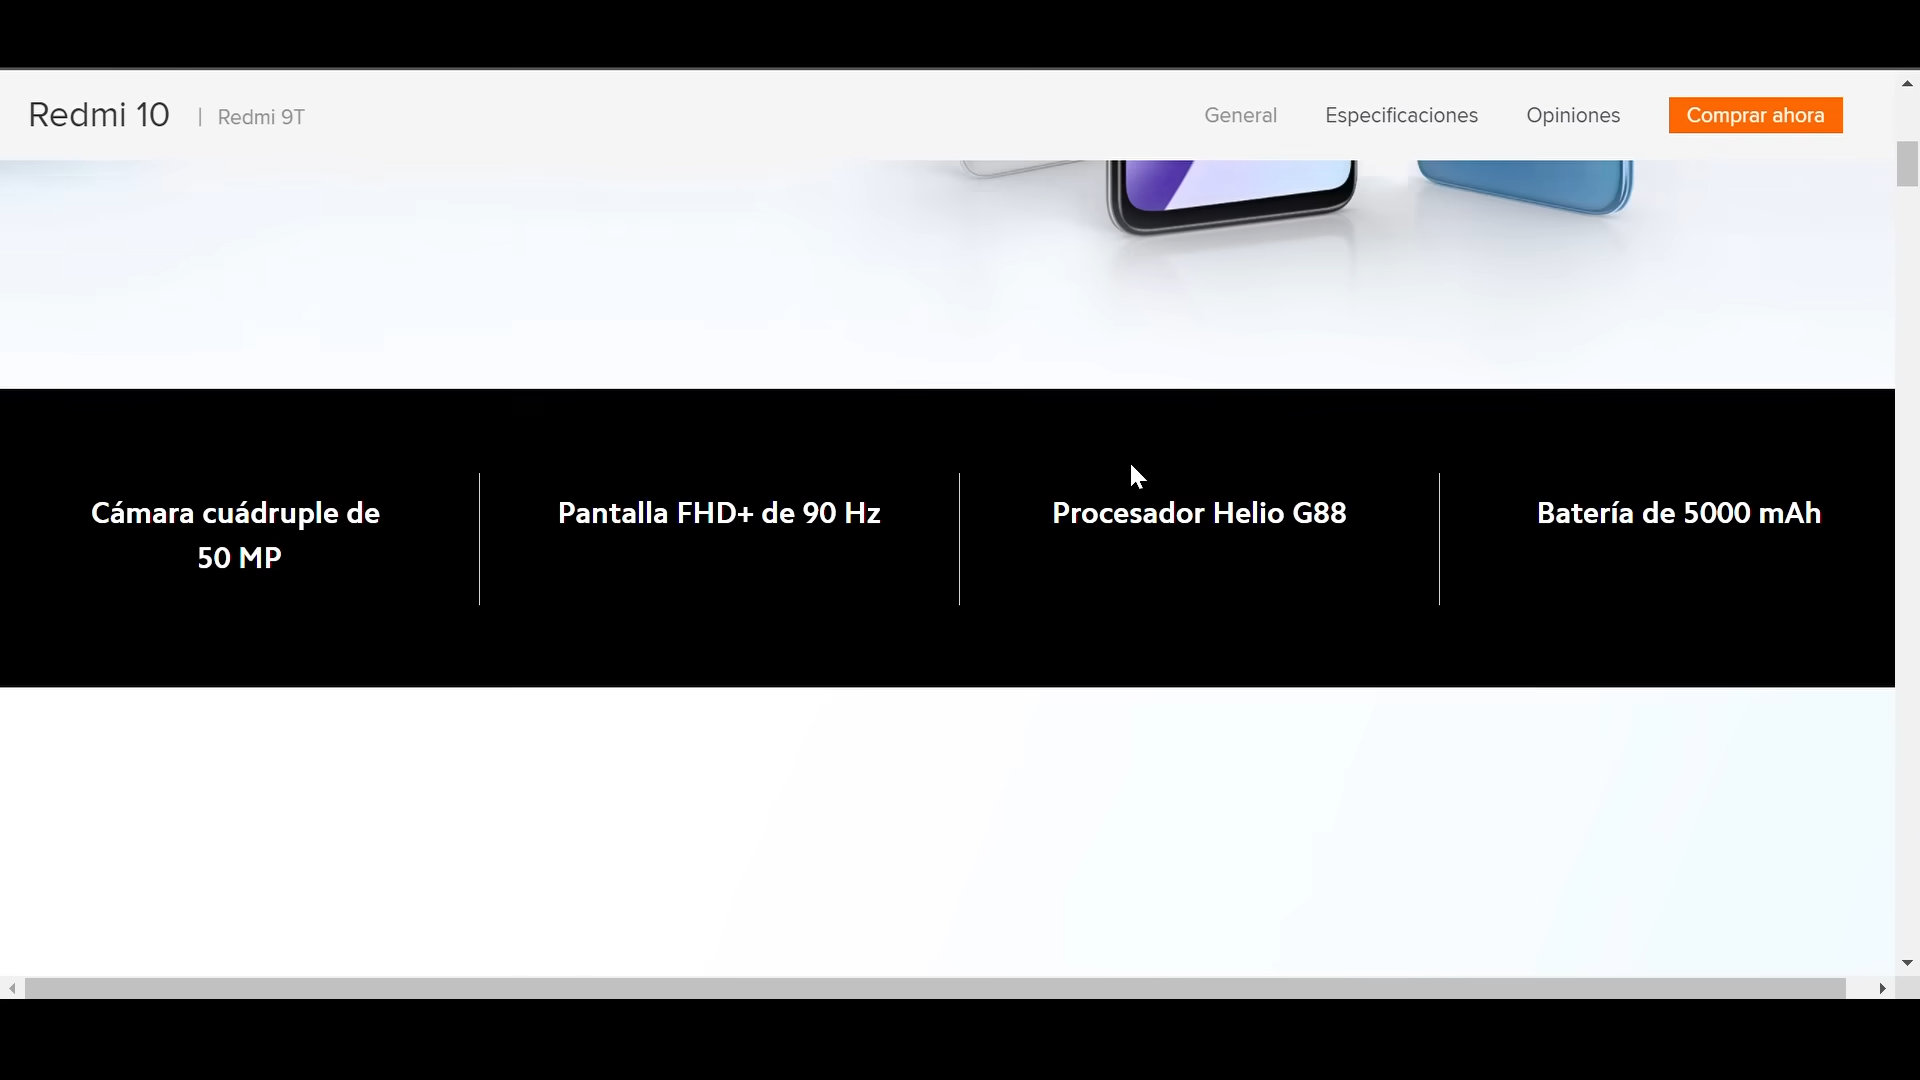 Redmi 10 | Redmi 9T General Especificaciones Opiniones Comprar ahora
Cámara cuádruple de
50 MP
Pantalla FHD+ de 90 Hz
Procesador Helio G88
Batería de 5000 mAh